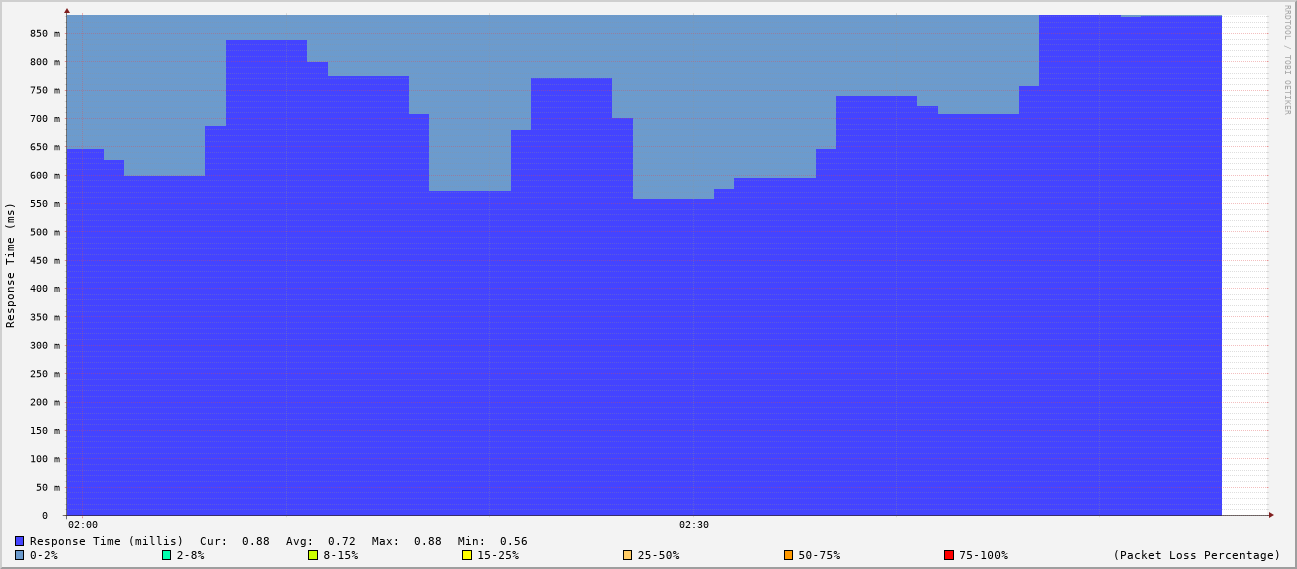 RRDTOOL / TOBI OETIKER
Response Time (ms)
850 m
800 m
750 m
700 m
650 m
600 m
550 m
500 m
450 m
400 m
350 m
300 m
250 m
200 m
150 m
100 m
50 m
0
02:00 02:30
Response Time (millis) Cur: 0.88 Avg: 0.72 Max: 0.88 Min: 0.56
0-2% 2-8% 8-15% 15-25% 25-50% 50-75% 75-100% (Packet Loss Percentage)